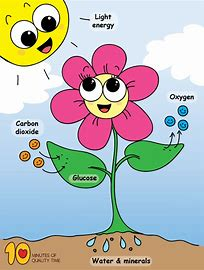 Light
energy
Oxygen
Carbon
dioxide
Glucose
Water & minerals
10 MINUTES OF
QUALITY TIME